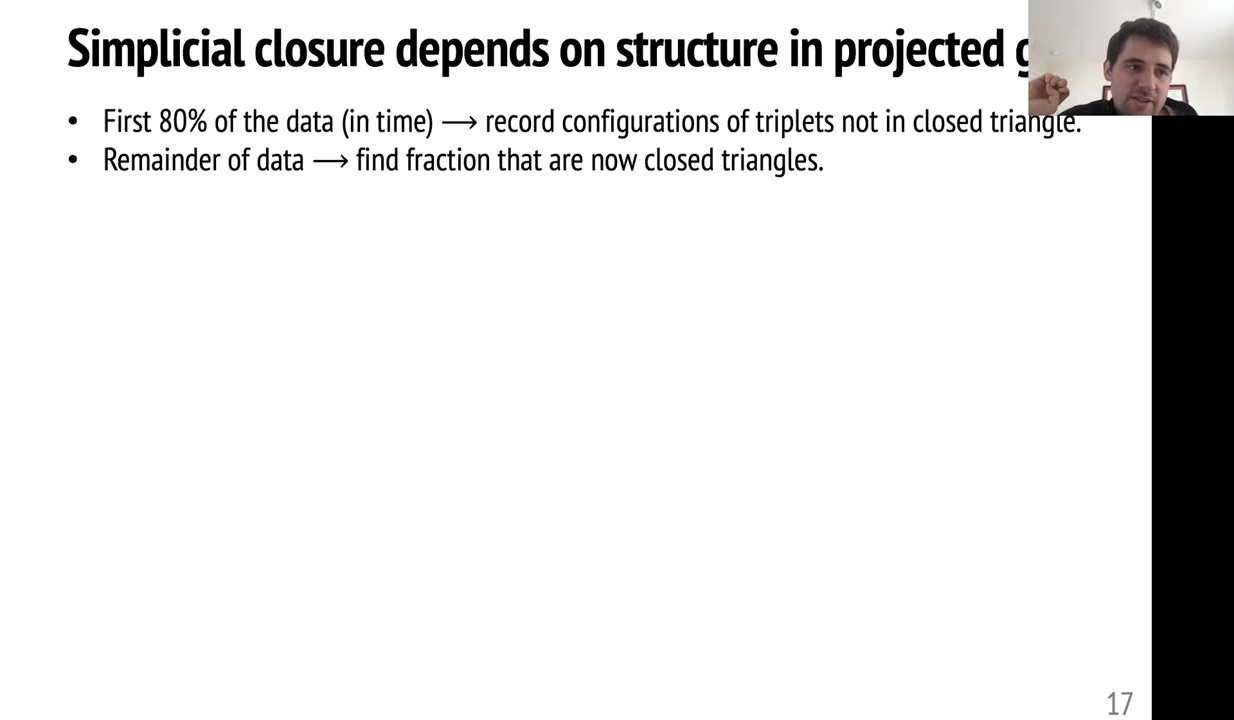 Simplicial closure depends on structure in projected
• First 80% of the data (in time) ⟶ record configurations of triplets not in closed triangle.
• Remainder of data ⟶ find fraction that are now closed triangles.
17